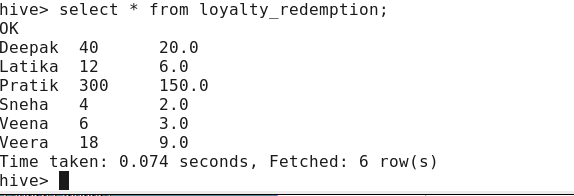 hive> select * from loyalty_redemption;
OK
Deepak  40      20.0
Latika  12      6.0
Pratik  300     150.0
Sneha   4       2.0
Veena   6       3.0
Veera   18      9.0
Time taken: 0.074 seconds, Fetched: 6 row(s)
hive>